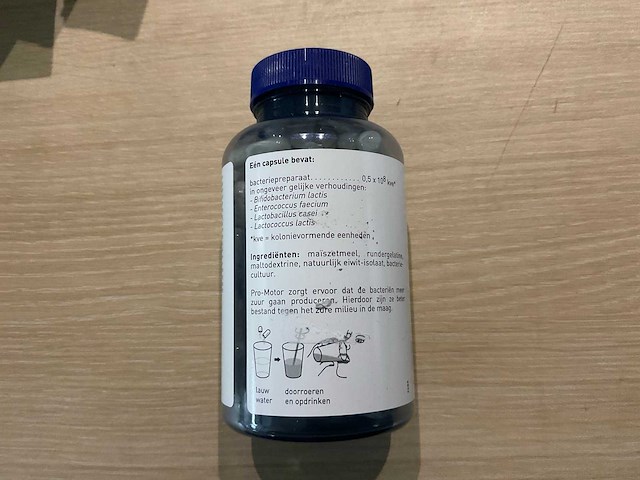 Eén capsule bevat:
bacteriepreparaat............ 0,5 x 10⁸ kve*
in ongeveer gelijke verhoudingen:
- Bifidobacterium lactis
- Enterococcus faecium
- Lactobacillus casei
- Lactococcus lactis
*kve = kolonievormende eenheden
Ingrediënten: maïszetmeel, rundergelatine,
maltodextrine, natuurlijk eiwit-isolaat, bacterie-
cultuur.
Pro-Motor zorgt ervoor dat de bacteriën meer
zuur gaan produceren. Hierdoor zijn ze beter
bestand tegen het zure milieu in de maag.
lauw doorroeren
water en opdrinken